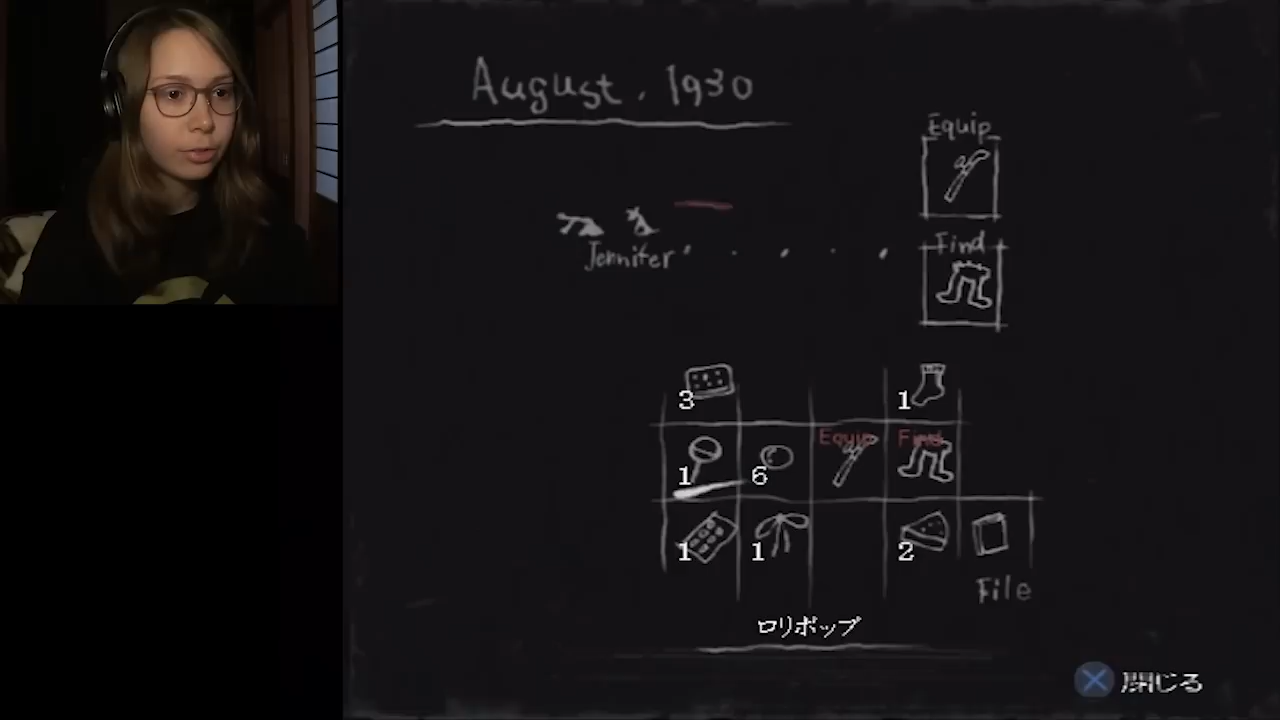 August. 1930
Equip
Jennifer
Find
3
1
Equip
Find
1
6
1
1
2
File
ロリポップ
閉じる